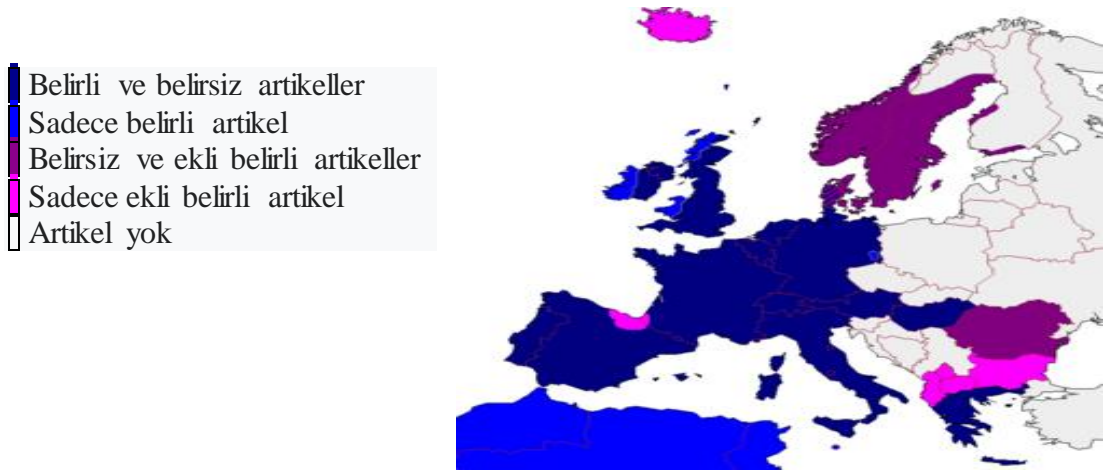 Belirli ve belirsiz artikeller
Sadece belirli artikel
Belirsiz ve ekli belirli artikeller
Sadece ekli belirli artikel
Artikel yok